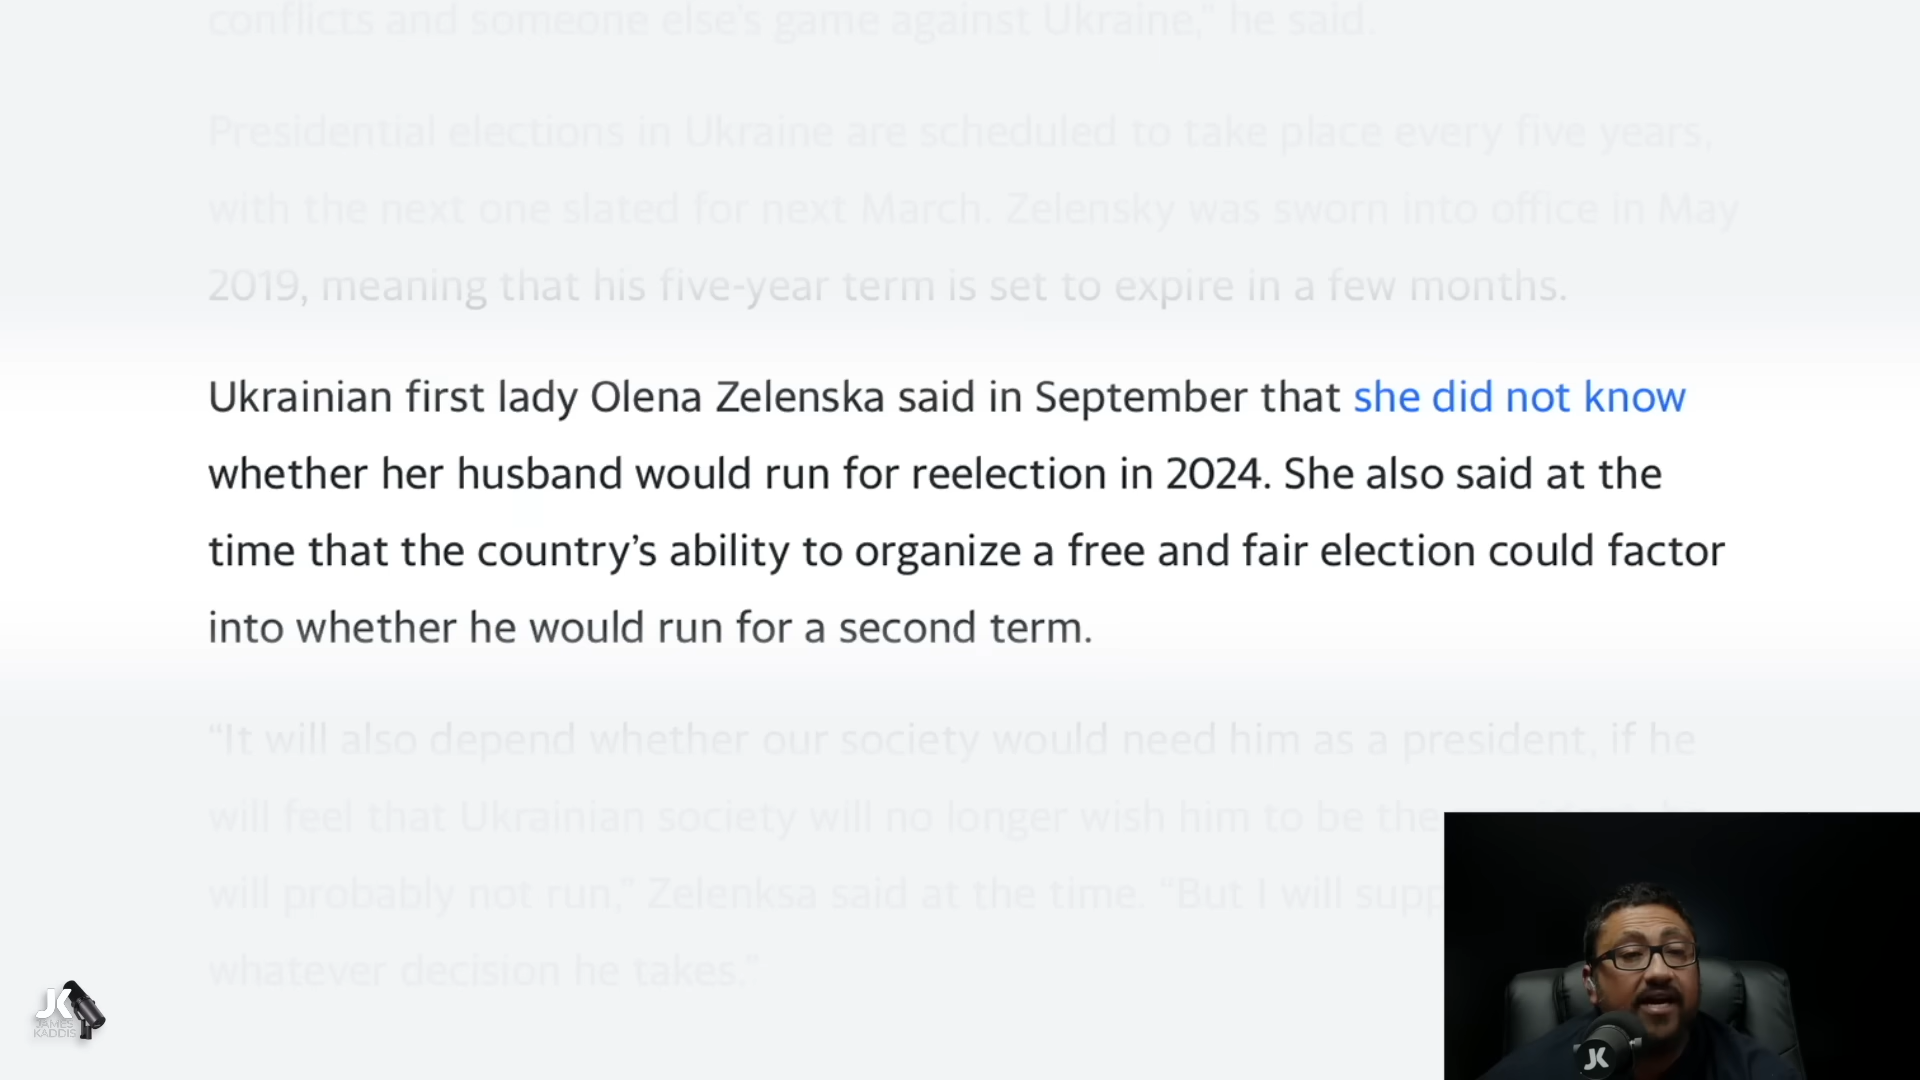 conflicts and someone else's game against Ukraine," he said.
Presidential elections in Ukraine are scheduled to take place every five years,
with the next one slated for next March. Zelensky was sworn into office in May
2019, meaning that his five-year term is set to expire in a few months.
Ukrainian first lady Olena Zelenska said in September that she did not know
whether her husband would run for reelection in 2024. She also said at the
time that the country’s ability to organize a free and fair election could factor
into whether he would run for a second term.
“It will also depend whether our society would need him as a president, if he
will feel that Ukrainian society will no longer wish him to be the
will probably not run,” Zelenksa said at the time. “But I will
whatever decision he takes.”
JK
JAMES
KADDIS
JK